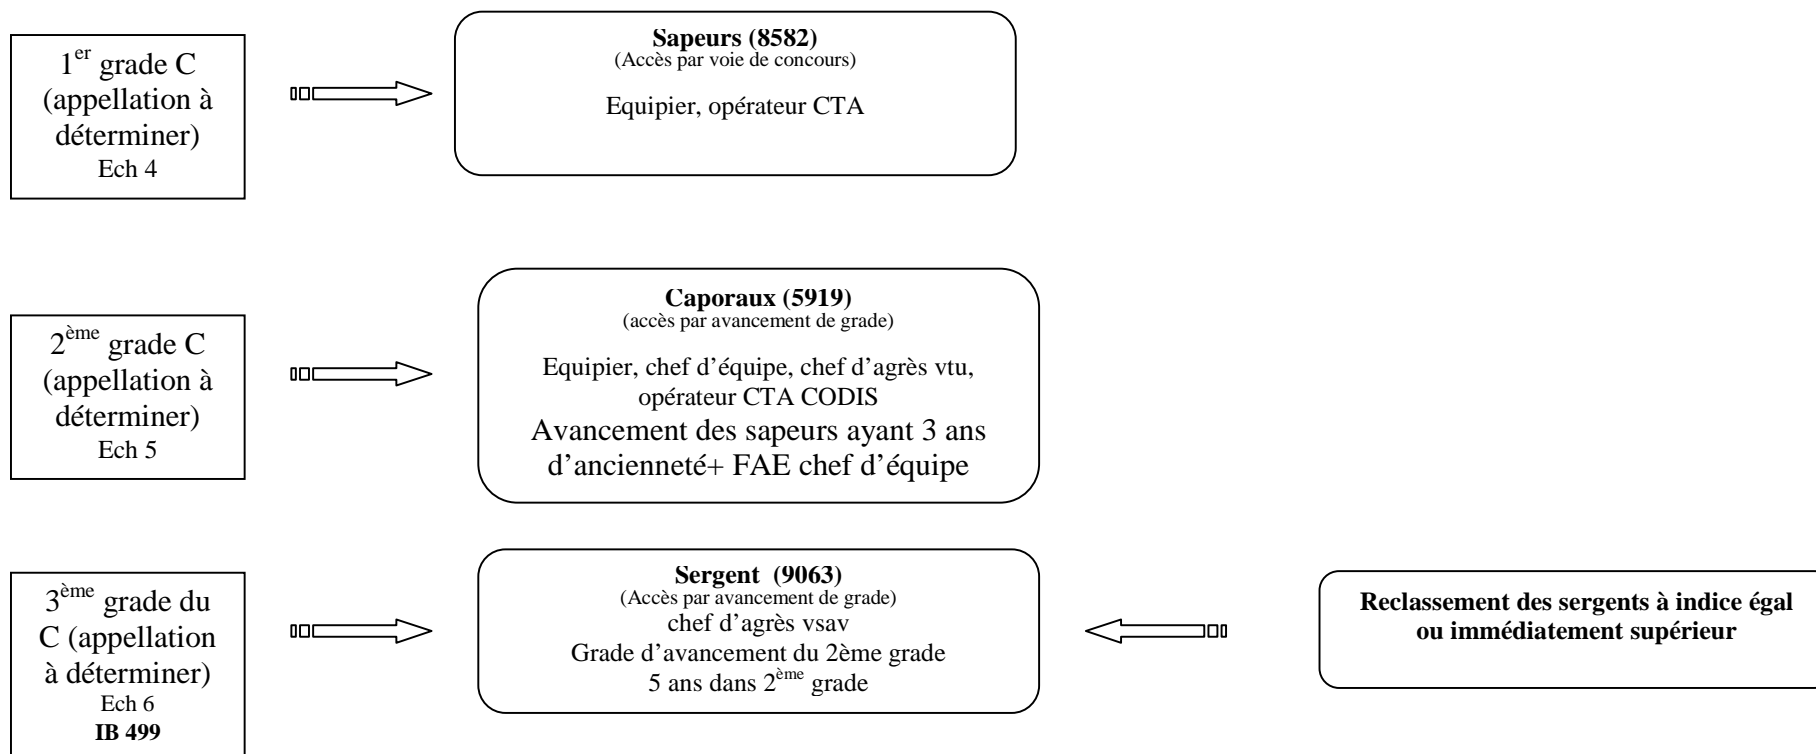 1er grade C
(appellation à
déterminer)
Ech 4
Sapeurs (8582)
(Accès par voie de concours)
Equipier, opérateur CTA
2ème grade C
(appellation à
déterminer)
Ech 5
Caporaux (5919)
(accès par avancement de grade)
Equipier, chef d’équipe, chef d’agrès vtu,
opérateur CTA CODIS
Avancement des sapeurs ayant 3 ans
d’ancienneté+ FAE chef d’équipe
3ème grade du
C (appellation
à déterminer)
Ech 6
IB 499
Sergent (9063)
(Accès par avancement de grade)
chef d’agrès vsav
Grade d’avancement du 2ème grade
5 ans dans 2ème grade
Reclassement des sergents à indice égal
ou immédiatement supérieur